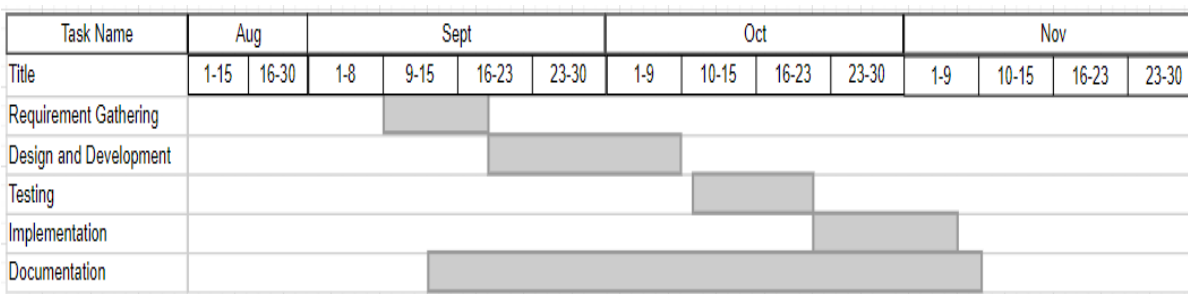 Task Name Aug Sept Oct Nov
Title 1-15 16-30 1-8 9-15 16-23 23-30 1-9 10-15 16-23 23-30 1-9 10-15 16-23 23-30
Requirement Gathering
Design and Development
Testing
Implementation
Documentation